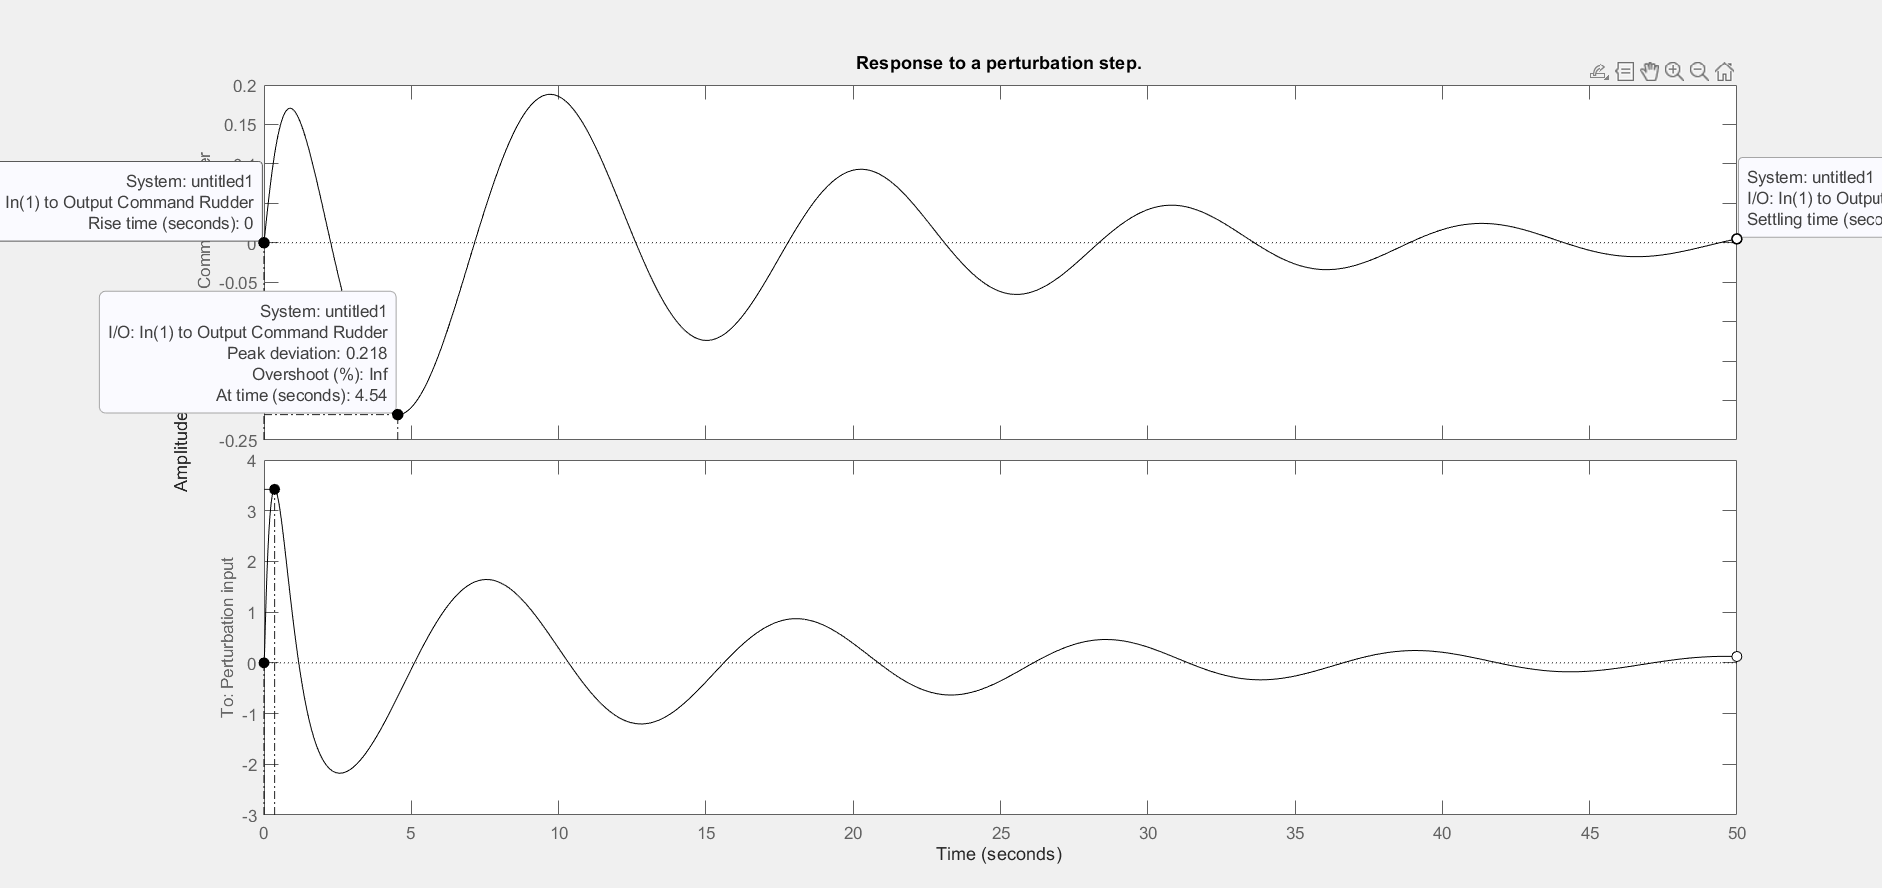 Response to a perturbation step.
0.2
0.15
System: untitled1
In(1) to Output Command Rudder
Rise time (seconds): 0
System: untitled1
I/O: In(1) to Output
Settling time
0
-0.05
System: untitled1
I/O: In(1) to Output Command Rudder
Peak deviation: 0.218
Overshoot (%): Inf
At time (seconds): 4.54
-0.25
Amplitude
4
3
2
1
0
-1
-2
-3
To: Perturbation input
0 5 10 15 20 25 30 35 40 45 50
Time (seconds)